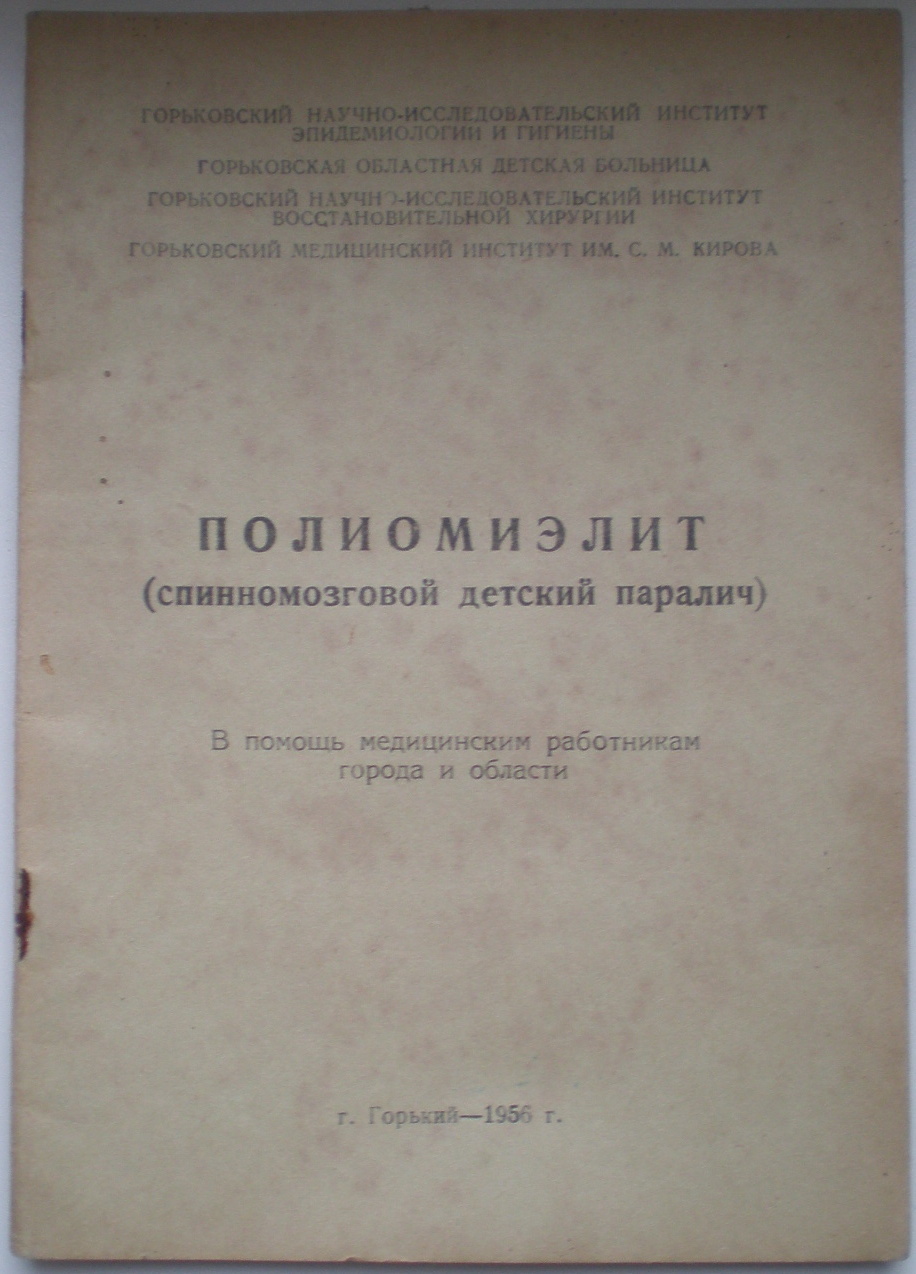 ГОРЬКОВСКИЙ НАУЧНО-ИССЛЕДОВАТЕЛЬСКИЙ ИНСТИТУТ
ЭПИДЕМИОЛОГИИ И ГИГИЕНЫ
ГОРЬКОВСКАЯ ОБЛАСТНАЯ ДЕТСКАЯ БОЛЬНИЦА
ГОРЬКОВСКИЙ НАУЧНО-ИССЛЕДОВАТЕЛЬСКИЙ ИНСТИТУТ
ВОССТАНОВИТЕЛЬНОЙ ХИРУРГИИ
ГОРЬКОВСКИЙ МЕДИЦИНСКИЙ ИНСТИТУТ ИМ. С. М. КИРОВА
ПОЛИОМИЭЛИТ
(спинномозговой детский паралич)
В помощь медицинским работникам
города и области
г. Горький—1956 г.